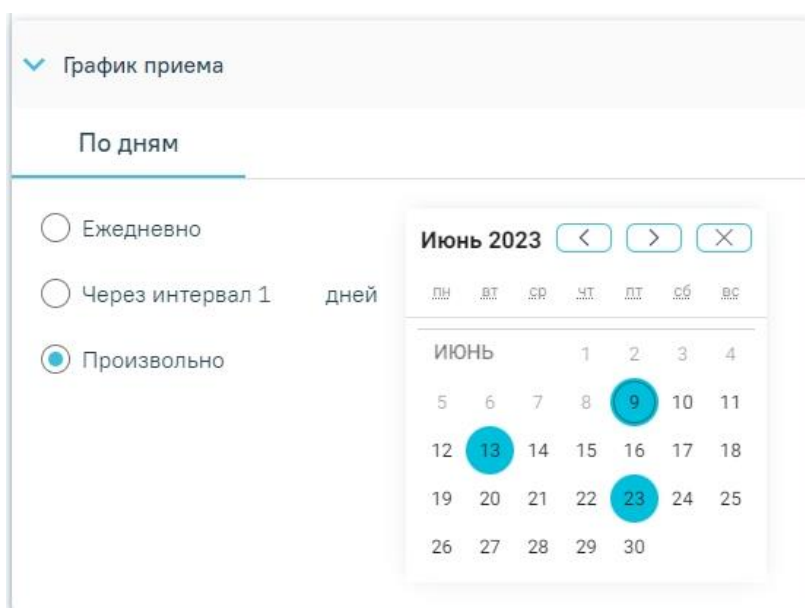 График приема
По дням
Ежедневно
Через интервал 1 дней
Произвольно
Июнь 2023
пн вт ср чт пт сб вс
ИЮНЬ 1 2 3 4
5 6 7 8 9 10 11
12 13 14 15 16 17 18
19 20 21 22 23 24 25
26 27 28 29 30